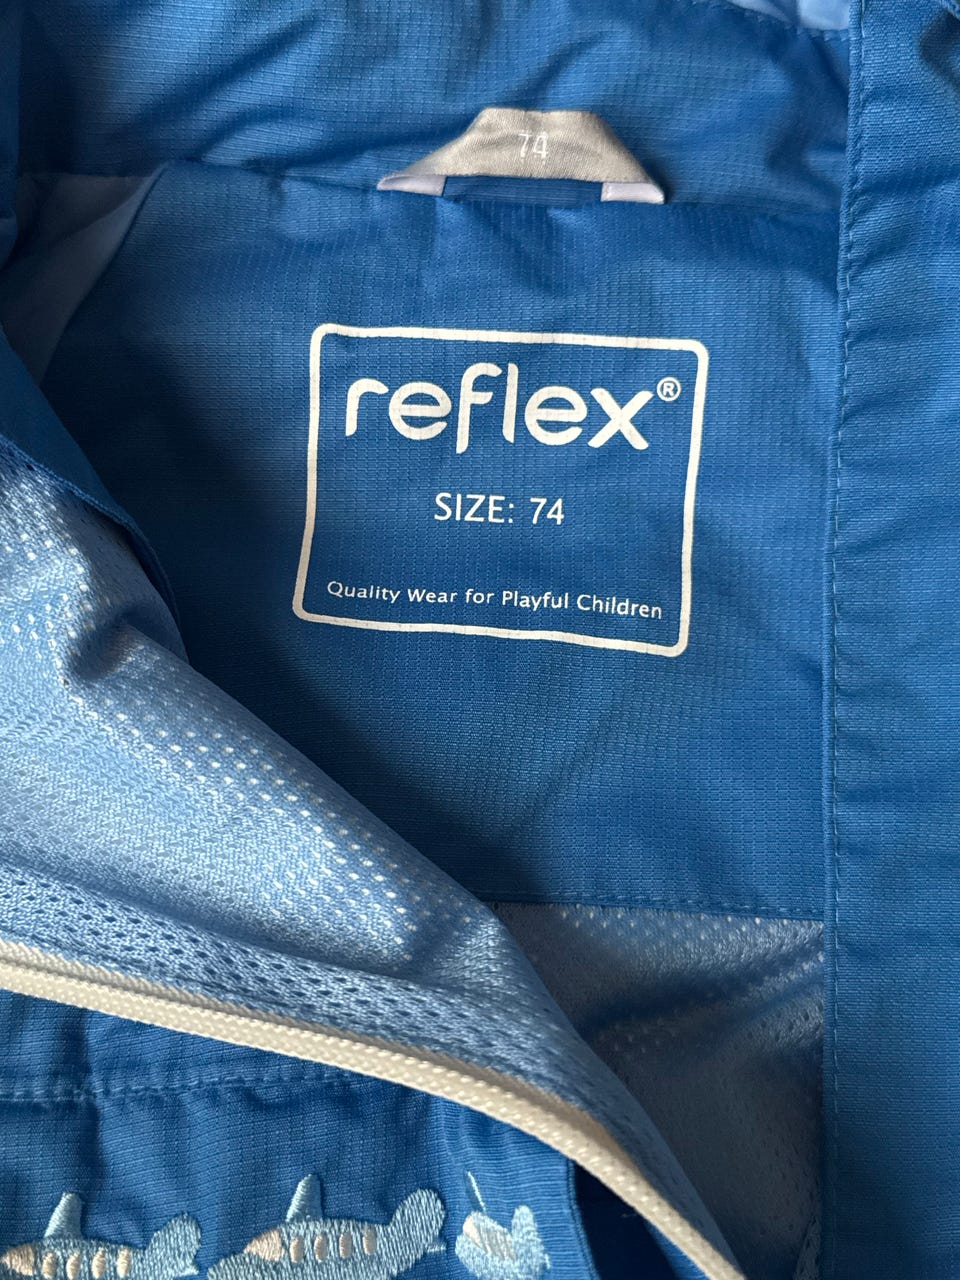 74
reflex®
SIZE: 74
Quality Wear for Playful Children